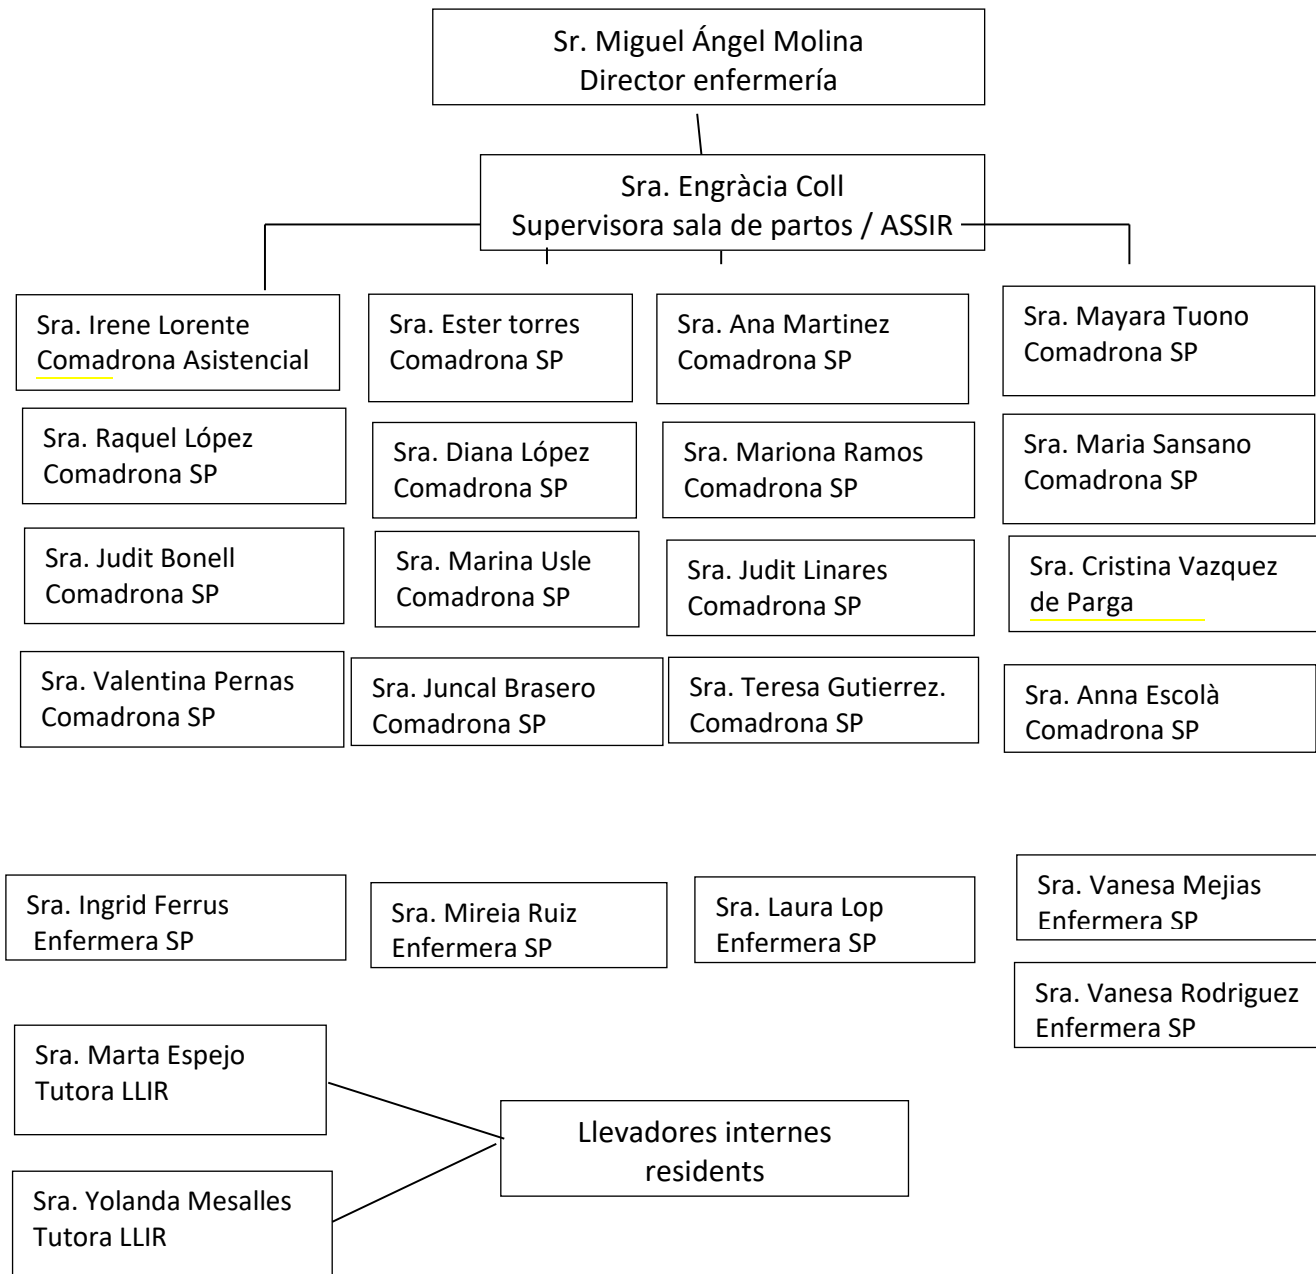 Sr. Miguel Ángel Molina
Director enfermería
Sra. Engràcia Coll
Supervisora sala de partos / ASSIR
Sra. Irene Lorente
Comadrona Asistencial
Sra. Ester torres
Comadrona SP
Sra. Ana Martinez
Comadrona SP
Sra. Mayara Tuono
Comadrona SP
Sra. Raquel López
Comadrona SP
Sra. Diana López
Comadrona SP
Sra. Mariona Ramos
Comadrona SP
Sra. Maria Sansano
Comadrona SP
Sra. Judit Bonell
Comadrona SP
Sra. Marina Usle
Comadrona SP
Sra. Judit Linares
Comadrona SP
Sra. Cristina Vazquez
de Parga
Sra. Valentina Pernas
Comadrona SP
Sra. Juncal Brasero
Comadrona SP
Sra. Teresa Gutierrez.
Comadrona SP
Sra. Anna Escolà
Comadrona SP
Sra. Ingrid Ferrus
Enfermera SP
Sra. Mireia Ruiz
Enfermera SP
Sra. Laura Lop
Enfermera SP
Sra. Vanesa Mejias
Enfermera SP
Sra. Vanesa Rodriguez
Enfermera SP
Sra. Marta Espejo
Tutora LLIR
Llevadores internes
residents
Sra. Yolanda Mesalles
Tutora LLIR